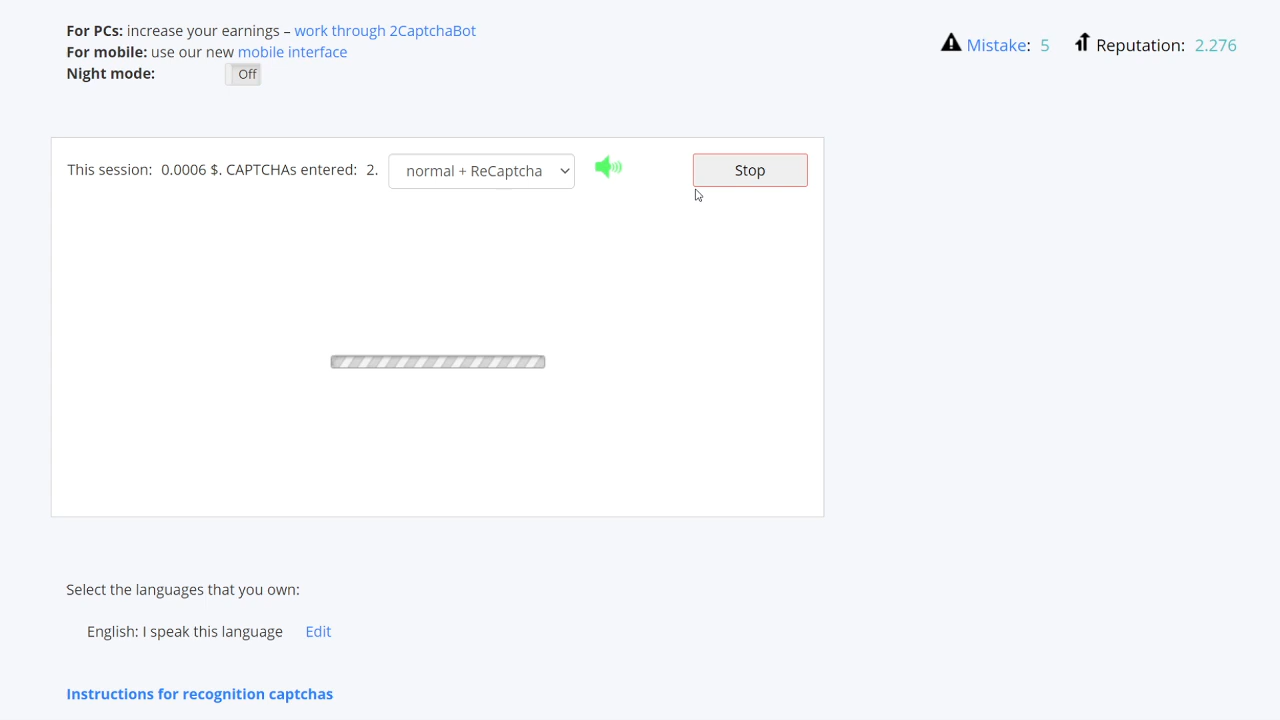 For PCs: increase your earnings – work through 2CaptchaBot
For mobile: use our new mobile interface
Night mode: Off
Mistake: 5 Reputation: 2.276
This session: 0.0006 $. CAPTCHAs entered: 2. normal + ReCaptcha Stop
Select the languages that you own:
English: I speak this language Edit
Instructions for recognition captchas